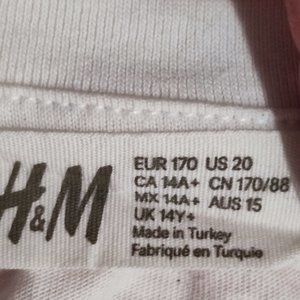 H&M
EUR 170 US 20
CA 14A+ CN 170/88
MX 14A+ AUS 15
UK 14Y+
Made in Turkey
Fabriqué en Turquie